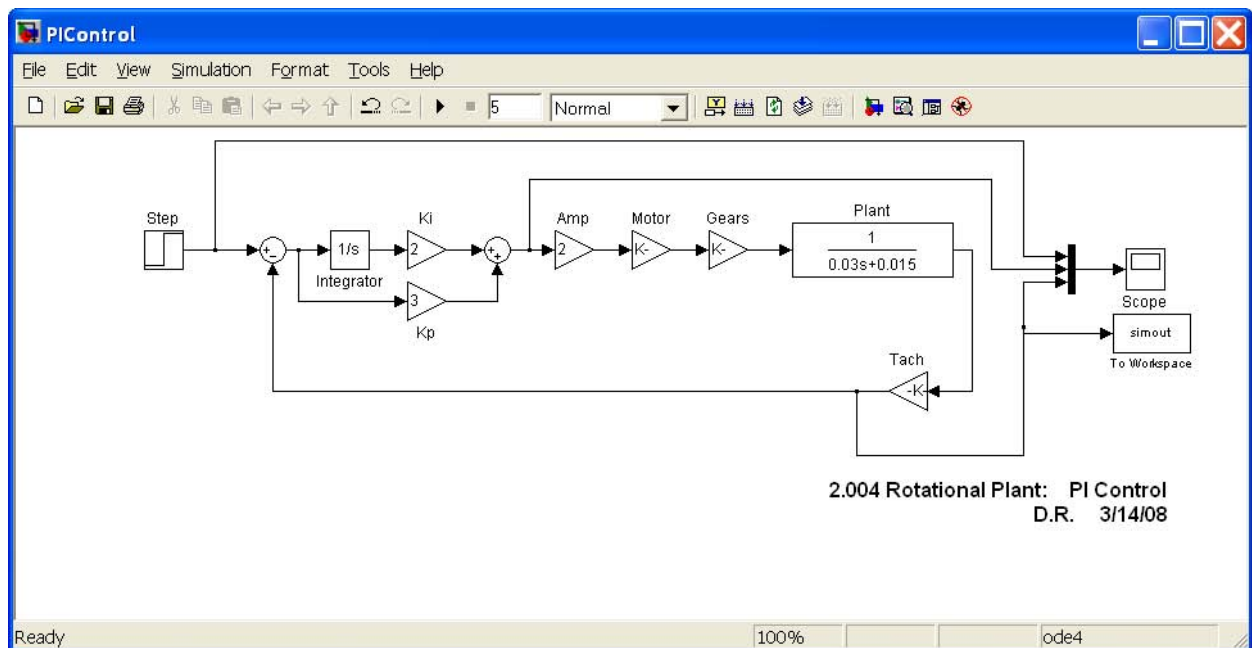 PIControl
File Edit View Simulation Format Tools Help
5 Normal
Step
+
-
1/s
Integrator
Ki
2
3
Kp
+
+
Amp
2
Motor
K-
Gears
K-
Plant
1
0.03s+0.015
Scope
simout
To Workspace
Tach
-K
2.004 Rotational Plant: PI Control
D.R. 3/14/08
Ready 100% ode4